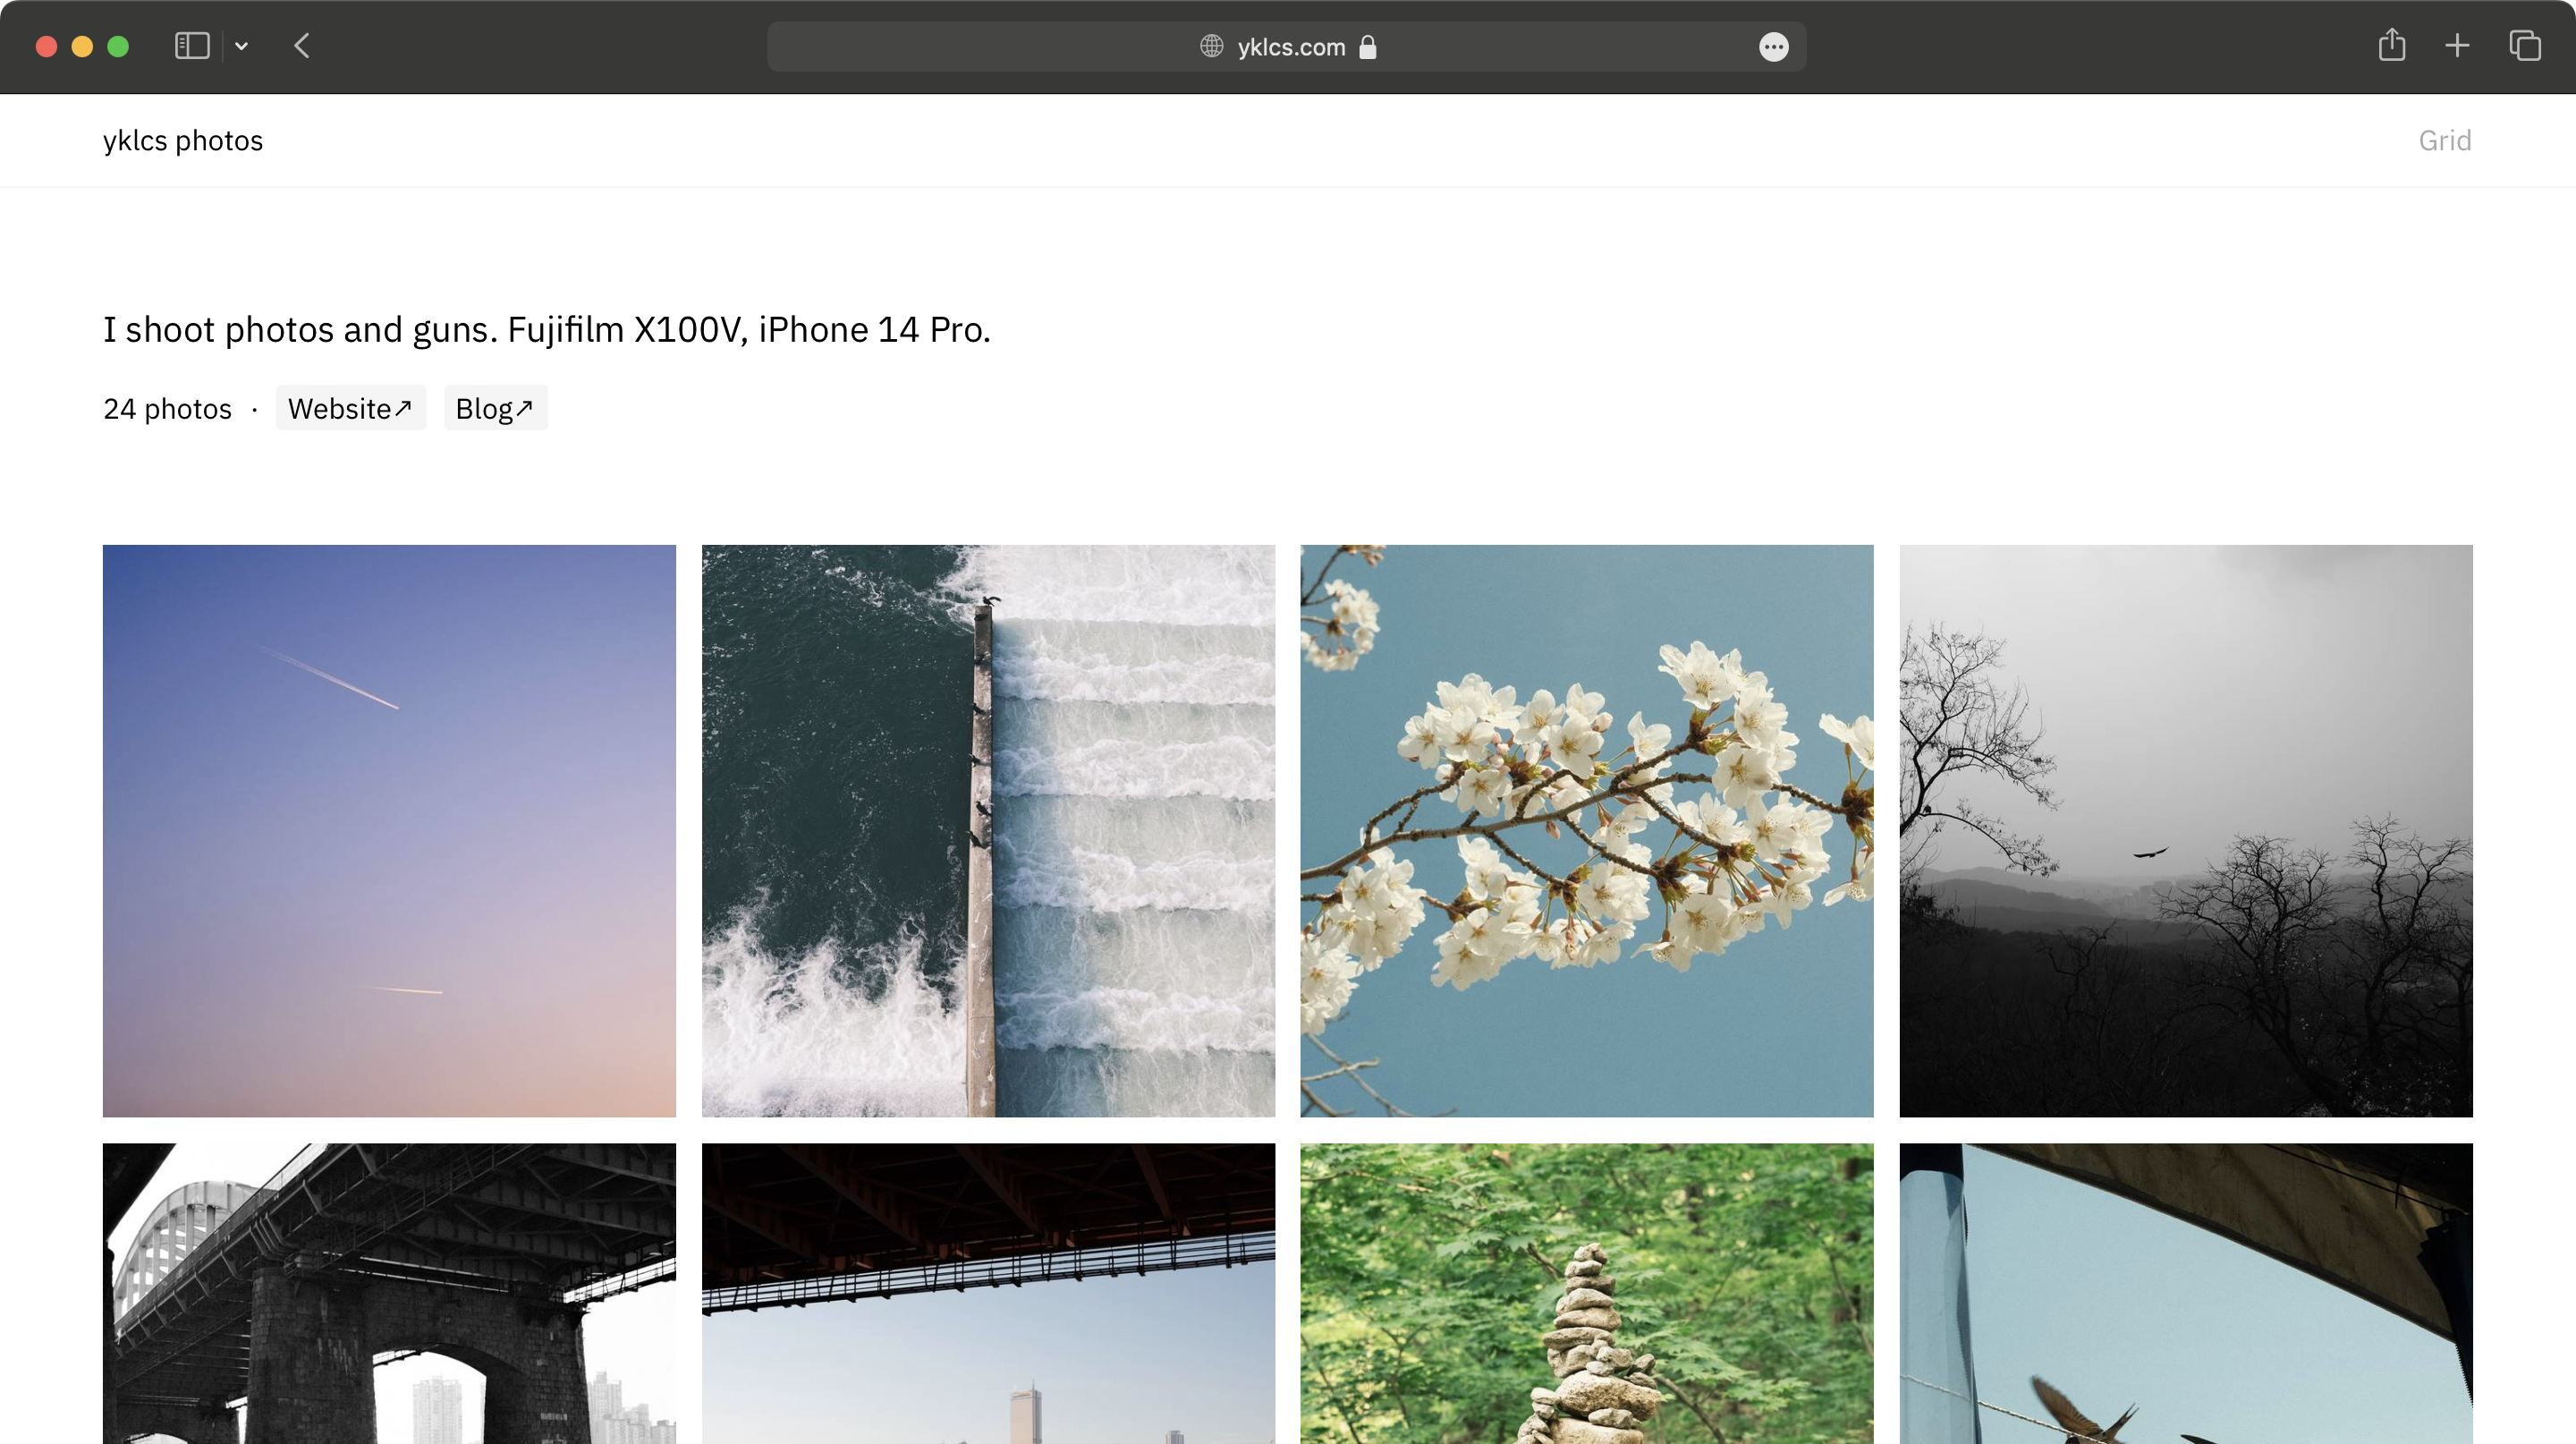 yklcs.com
yklcs photos
Grid
I shoot photos and guns. Fujifilm X100V, iPhone 14 Pro.
24 photos · Website↗ Blog↗